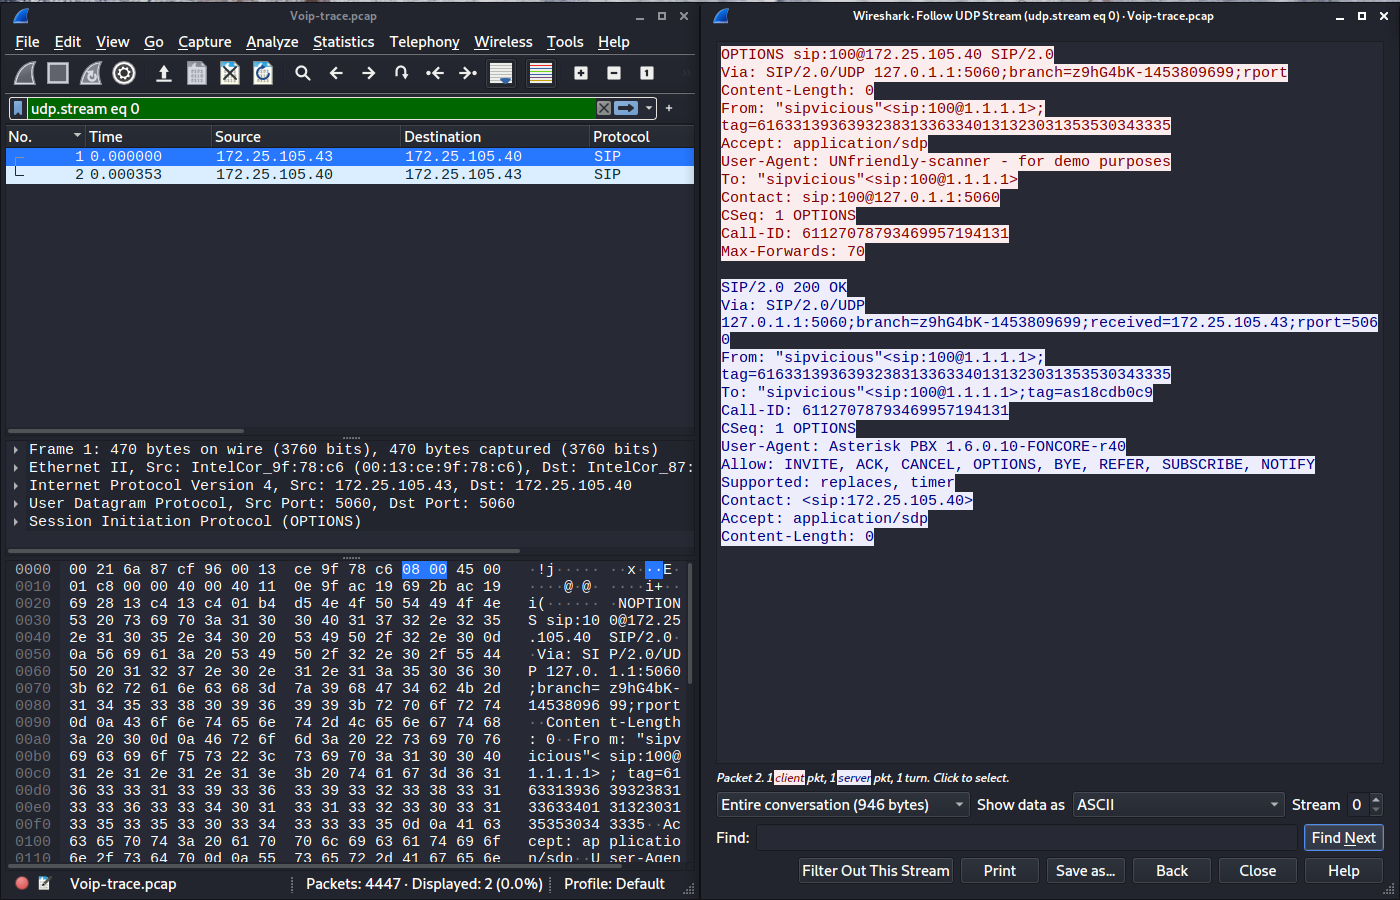 Voip-trace.pcap
File Edit View Go Capture Analyze Statistics Telephony Wireless Tools Help
udp.stream eq 0
No. Time Source Destination Protocol
1 0.000000 172.25.105.43 172.25.105.40 SIP
2 0.000353 172.25.105.40 172.25.105.43 SIP
Frame 1: 470 bytes on wire (3760 bits), 470 bytes captured (3760 bits)
Ethernet II, Src: IntelCor_9f:78:c6 (00:13:ce:9f:78:c6), Dst: IntelCor_87:
Internet Protocol Version 4, Src: 172.25.105.43, Dst: 172.25.105.40
User Datagram Protocol, Src Port: 5060, Dst Port: 5060
Session Initiation Protocol (OPTIONS)
0000 00 21 6a 87 cf 96 00 13 ce 9f 78 c6 08 00 45 00 ·!j····· ··x···E·
0010 01 c8 00 00 40 00 40 11 0e 9f ac 19 69 2b ac 19 ····@·@· ····i+··
0020 69 28 13 c4 13 c4 01 b4 d5 4e 4f 50 54 49 4f 4e i(······ ·NOPTION
0030 53 20 73 69 70 3a 31 30 30 40 31 37 32 2e 32 35 S sip:10 0@172.25
0040 2e 31 30 35 2e 34 30 20 53 49 50 2f 32 2e 30 0d .105.40 SIP/2.0·
0050 0a 56 69 61 3a 20 53 49 50 2f 32 2e 30 2f 55 44 ·Via: SI P/2.0/UD
0060 50 20 31 32 37 2e 30 2e 31 2e 31 3a 35 30 36 30 P 127.0. 1.1:5060
0070 3b 62 72 61 6e 63 68 3d 7a 39 68 47 34 62 4b 2d ;branch= z9hG4bK-
0080 31 34 35 33 38 30 39 36 39 39 3b 72 70 6f 72 74 14538096 99;rport
0090 0d 0a 43 6f 6e 74 65 6e 74 2d 4c 65 6e 67 74 68 ··Conten t-Length
00a0 3a 20 30 0d 0a 46 72 6f 6d 3a 20 22 73 69 70 76 : 0··Fro m: "sipv
00b0 69 63 69 6f 75 73 22 3c 73 69 70 3a 31 30 30 40 icious"< sip:100@
00c0 31 2e 31 2e 31 2e 31 3e 3b 20 74 61 67 3d 36 31 1.1.1.1> ; tag=61
00d0 36 33 33 31 33 39 33 36 33 39 33 32 33 38 33 31 63313936 39323831
00e0 33 33 36 33 33 34 30 31 33 31 33 32 33 30 33 31 33633401 31323031
00f0 33 35 33 35 33 30 33 34 33 33 33 35 0d 0a 41 63 35353034 3335··Ac
0100 63 65 70 74 3a 20 61 70 70 6c 69 63 61 74 69 6f cept: ap plicatio
0110 6e 2f 73 64 70 0d 0a 55 73 65 72 2d 41 67 65 6e n/sdp··U ser-Agen
Voip-trace.pcap Packets: 4447 · Displayed: 2 (0.0%) Profile: Default
Wireshark · Follow UDP Stream (udp.stream eq 0) · Voip-trace.pcap
OPTIONS sip:100@172.25.105.40 SIP/2.0
Via: SIP/2.0/UDP 127.0.1.1:5060;branch=z9hG4bK-1453809699;rport
Content-Length: 0
From: "sipvicious"<sip:100@1.1.1.1>;
tag=6163313936393238313363340131323031353530343335
Accept: application/sdp
User-Agent: UNfriendly-scanner - for demo purposes
To: "sipvicious"<sip:100@1.1.1.1>
Contact: sip:100@127.0.1.1:5060
CSeq: 1 OPTIONS
Call-ID: 61127078793469957194131
Max-Forwards: 70
SIP/2.0 200 OK
Via: SIP/2.0/UDP
127.0.1.1:5060;branch=z9hG4bK-1453809699;received=172.25.105.43;rport=506
0
From: "sipvicious"<sip:100@1.1.1.1>;
tag=6163313936393238313363340131323031353530343335
To: "sipvicious"<sip:100@1.1.1.1>;tag=as18cdb0c9
Call-ID: 61127078793469957194131
CSeq: 1 OPTIONS
User-Agent: Asterisk PBX 1.6.0.10-FONCORE-r40
Allow: INVITE, ACK, CANCEL, OPTIONS, BYE, REFER, SUBSCRIBE, NOTIFY
Supported: replaces, timer
Contact: <sip:172.25.105.40>
Accept: application/sdp
Content-Length: 0
Packet 2. 1 client pkt, 1 server pkt, 1 turn. Click to select.
Entire conversation (946 bytes) Show data as ASCII Stream 0
Find: Find Next
Filter Out This Stream Print Save as... Back Close Help